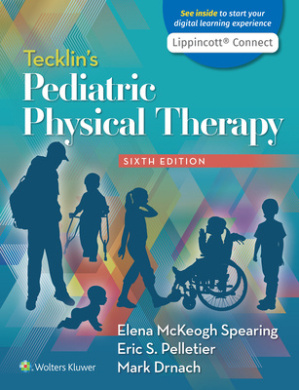 See inside to start your
digital learning experience
Lippincott® Connect
Tecklin's
Pediatric
Physical Therapy
SIXTH EDITION
Elena McKeogh Spearing
Eric S. Pelletier
Mark Drnach
Wolters Kluwer